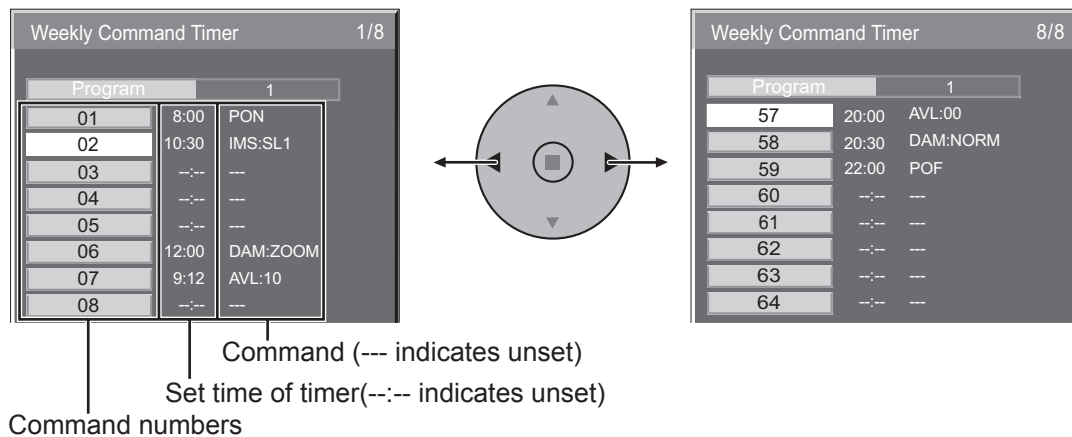 Weekly Command Timer 1/8
Program 1
01 8:00 PON
02 10:30 IMS:SL1
03 --:-- ---
04 --:-- ---
05 --:-- ---
06 12:00 DAM:ZOOM
07 9:12 AVL:10
08 --:-- ---
Command (--- indicates unset)
Set time of timer(--:-- indicates unset)
Command numbers
Weekly Command Timer 8/8
Program 1
57 20:00 AVL:00
58 20:30 DAM:NORM
59 22:00 POF
60 --:-- ---
61 --:-- ---
62 --:-- ---
63 --:-- ---
64 --:-- ---